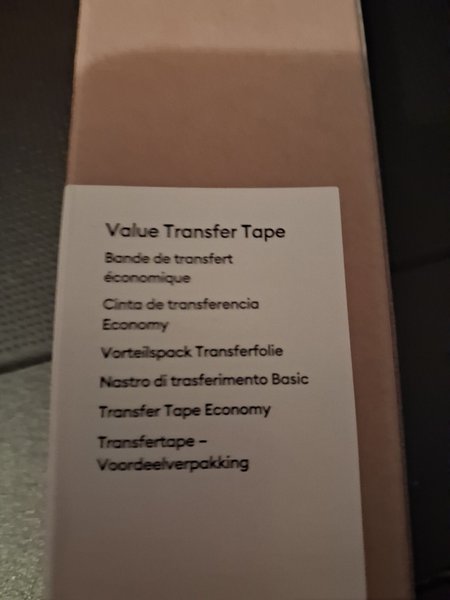 Value Transfer Tape
Bande de transfert
économique
Cinta de transferencia
Economy
Vorteilspack Transferfolie
Nastro di trasferimento Basic
Transfer Tape Economy
Transfertape –
Voordeelverpakking